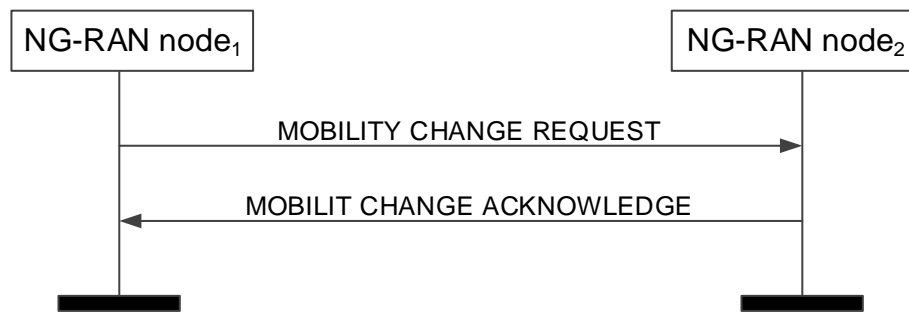 NG-RAN node₁
NG-RAN node₂
MOBILITY CHANGE REQUEST
MOBILIT CHANGE ACKNOWLEDGE